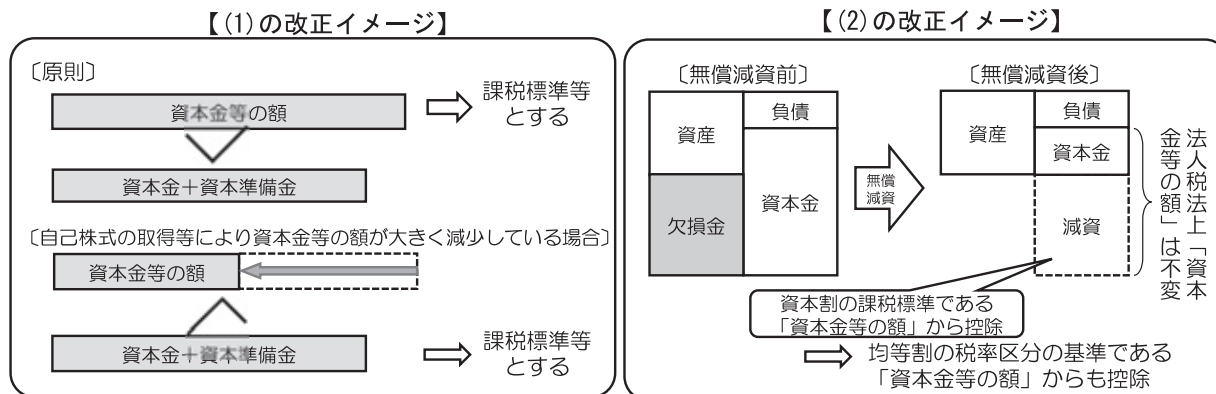 【(1)の改正イメージ】
〔原則〕
資本金等の額
課税標準等
とする
資本金+資本準備金
〔自己株式の取得等により資本金等の額が大きく減少している場合〕
資本金等の額
資本金+資本準備金
課税標準等
とする
【(2)の改正イメージ】
〔無償減資前〕
資産
負債
欠損金
資本金
無償
減資
〔無償減資後〕
資産
負債
資本金
減資
法人税法上「資本
金等の額」は不変
資本割の課税標準である
「資本金等の額」から控除
均等割の税率区分の基準である
「資本金等の額」からも控除